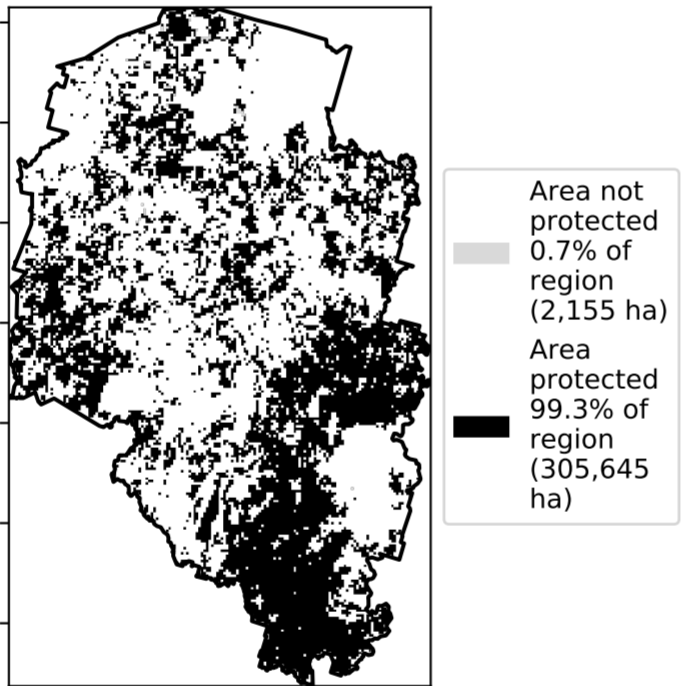 Area not
protected
0.7% of
region
(2,155 ha)
Area
protected
99.3% of
region
(305,645
ha)